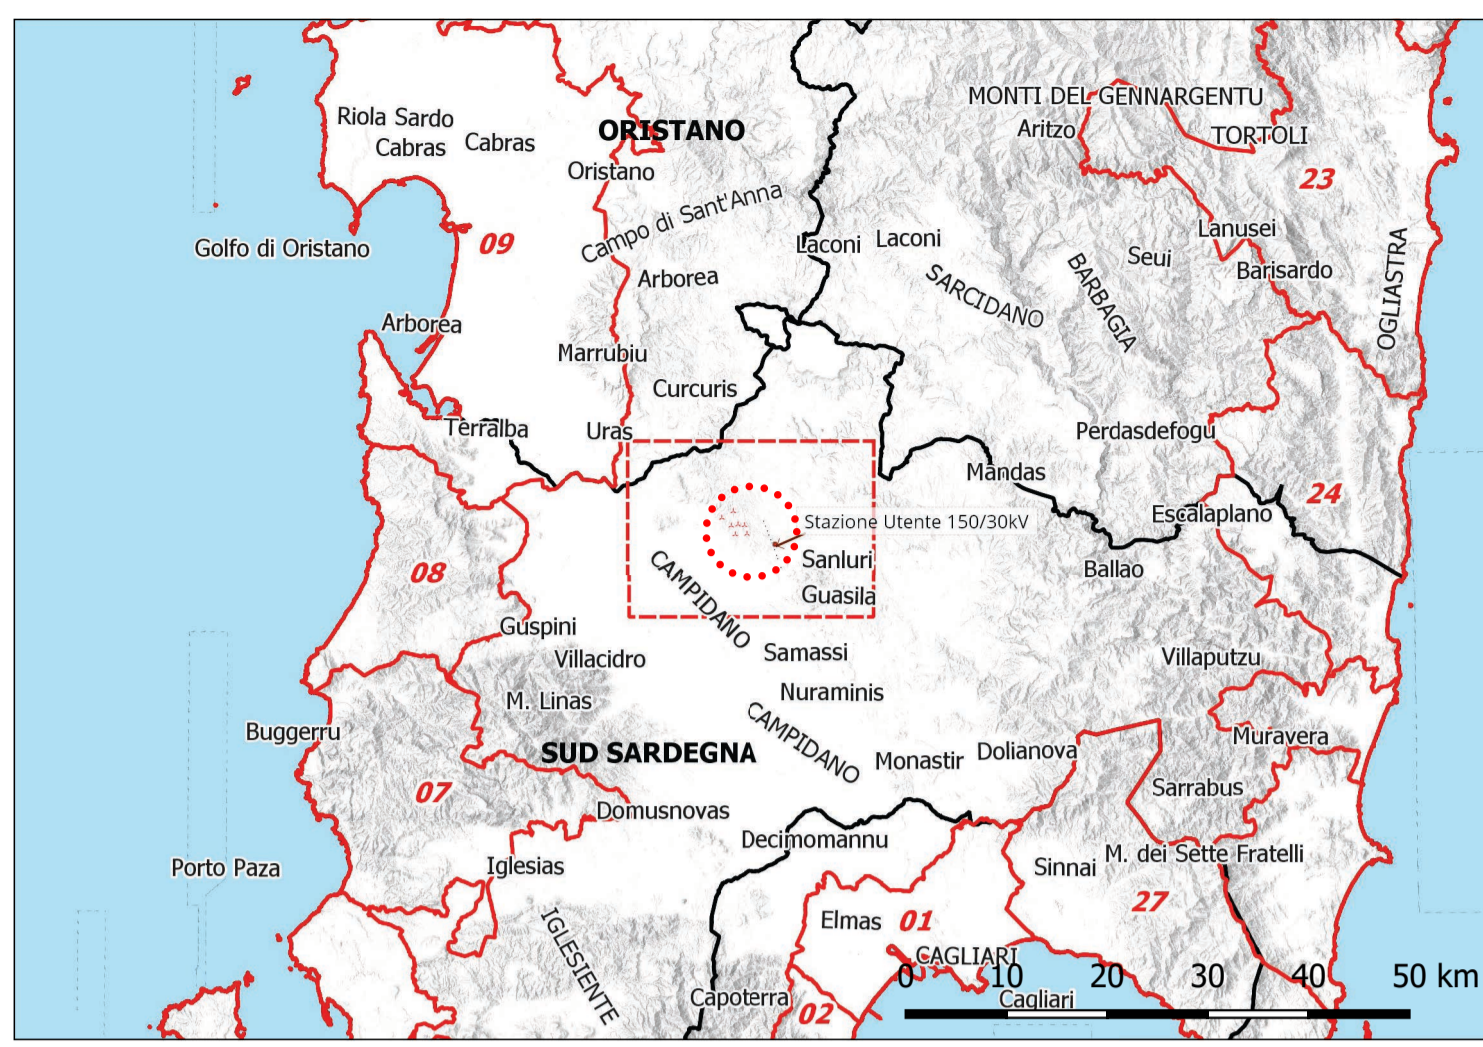 MONTI DEL GENNARGENTU
Riola Sardo
Cabras
Cabras
ORISTANO
Aritzo
TORTOLI
Oristano
23
Campo di Sant'Anna
Lanusei
Golfo di Oristano
09
Laconi
Laconi
Seui
Barisardo
OGLIASTRA
Arborea
SARCIDANO
BARBAGIA
Arborea
Marrubiu
Curcuris
Terralba
Uras
Perdasdefogu
Mandas
24
Stazione Utente 150/30kV
Escalaplano
Sanluri
08
Ballao
CAMPIDANO
Guasila
Guspini
Villacidro
Samassi
Villaputzu
M. Linas
Nuraminis
Buggerru
CAMPIDANO
Muravera
SUD SARDEGNA
Monastir
Dolianova
07
Sarrabus
Domusnovas
Decimomannu
Porto Paza
Iglesias
Sinnai
M. dei Sette Fratelli
Elmas
01
27
IGLESIENTE
CAGLIARI
0 10 20 30 40 50 km
Capoterra
Cagliari
02